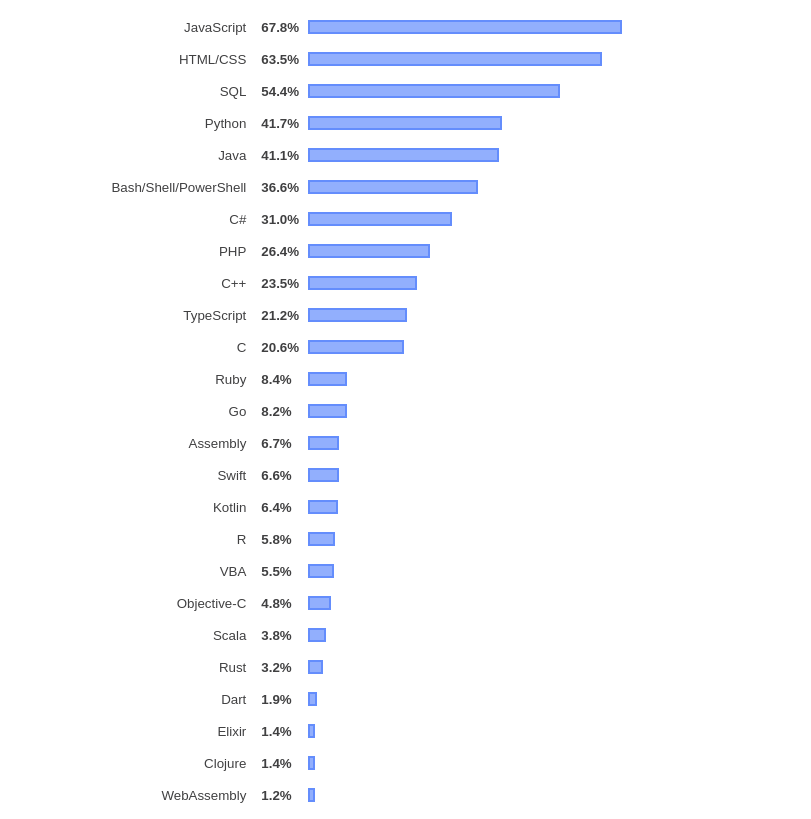 JavaScript 67.8%
HTML/CSS 63.5%
SQL 54.4%
Python 41.7%
Java 41.1%
Bash/Shell/PowerShell 36.6%
C# 31.0%
PHP 26.4%
C++ 23.5%
TypeScript 21.2%
C 20.6%
Ruby 8.4%
Go 8.2%
Assembly 6.7%
Swift 6.6%
Kotlin 6.4%
R 5.8%
VBA 5.5%
Objective-C 4.8%
Scala 3.8%
Rust 3.2%
Dart 1.9%
Elixir 1.4%
Clojure 1.4%
WebAssembly 1.2%